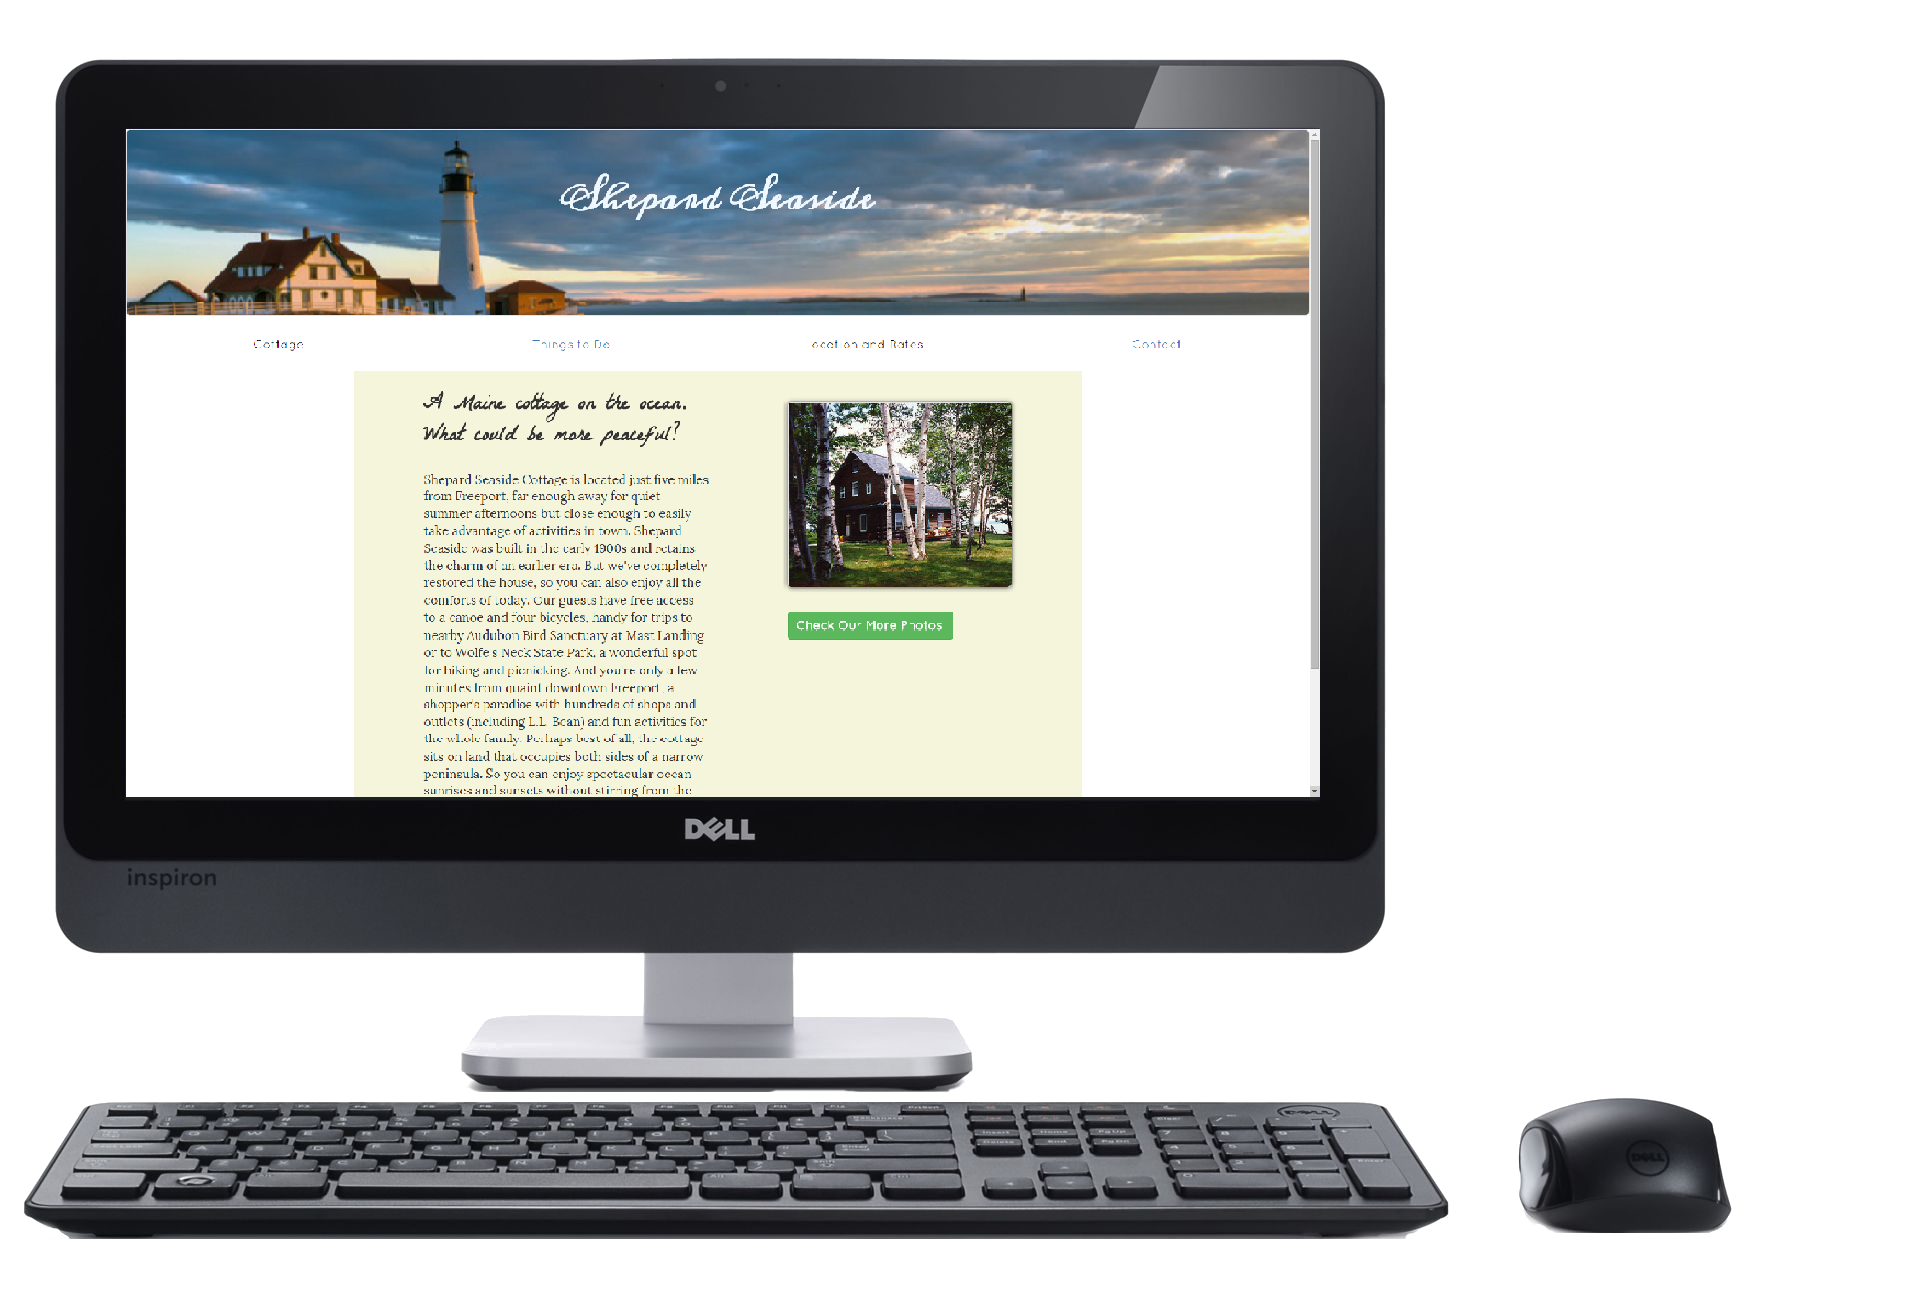 Shepard Seaside
Cottage
Things to Do
Location and Rates
Contact
A Maine cottage on the ocean.
What could be more peaceful?
Shepard Seaside Cottage is located just five miles
from Freeport, far enough away for quiet
summer afternoons but close enough to easily
take advantage of activities in town. Shepard
Seaside was built in the early 1900s and retains
the charm of an earlier era. But we've completely
restored the house, so you can also enjoy all the
comforts of today. Our guests have free access
to a canoe and four bicycles, handy for trips to
nearby Audubon Bird Sanctuary at Mast Landing
or to Wolfe's Neck State Park, a wonderful spot
for hiking and picnicking. And you're only a few
minutes from quaint downtown Freeport, a
shopper's paradise with hundreds of shops and
outlets (including L.L. Bean) and fun activities for
the whole family. Perhaps best of all, the cottage
sits on land that occupies both sides of a narrow
peninsula. So you can enjoy spectacular ocean
sunrises and sunsets without stirring from the
Check Our More Photos
DELL
inspiron
DELL
Insert Home PgUp
Delete End PgDn
Enter
DELL